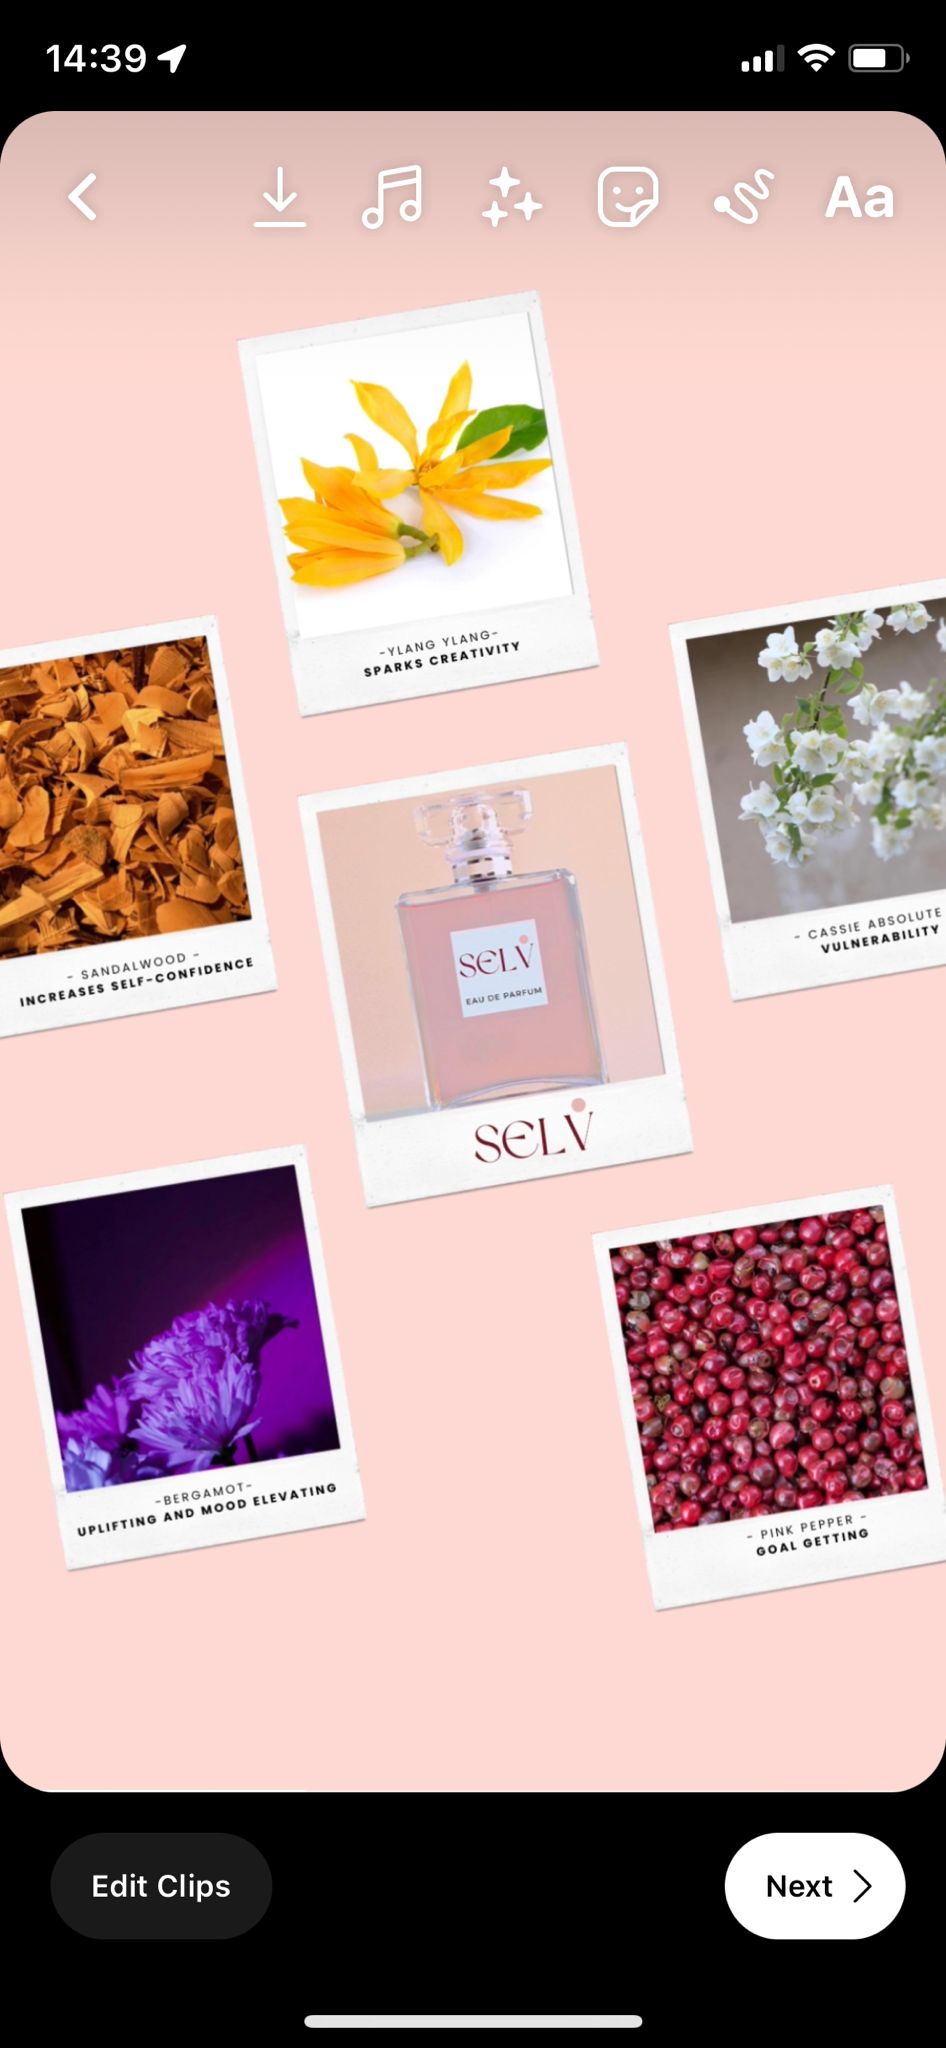 14:39
Aa
-YLANG YLANG-
SPARKS CREATIVITY
- SANDALWOOD -
INCREASES SELF-CONFIDENCE
- CASSIE ABSOLUTE
VULNERABILITY
SELV
EAU DE PARFUM
SELV
-BERGAMOT-
UPLIFTING AND MOOD ELEVATING
- PINK PEPPER -
GOAL GETTING
Edit Clips
Next